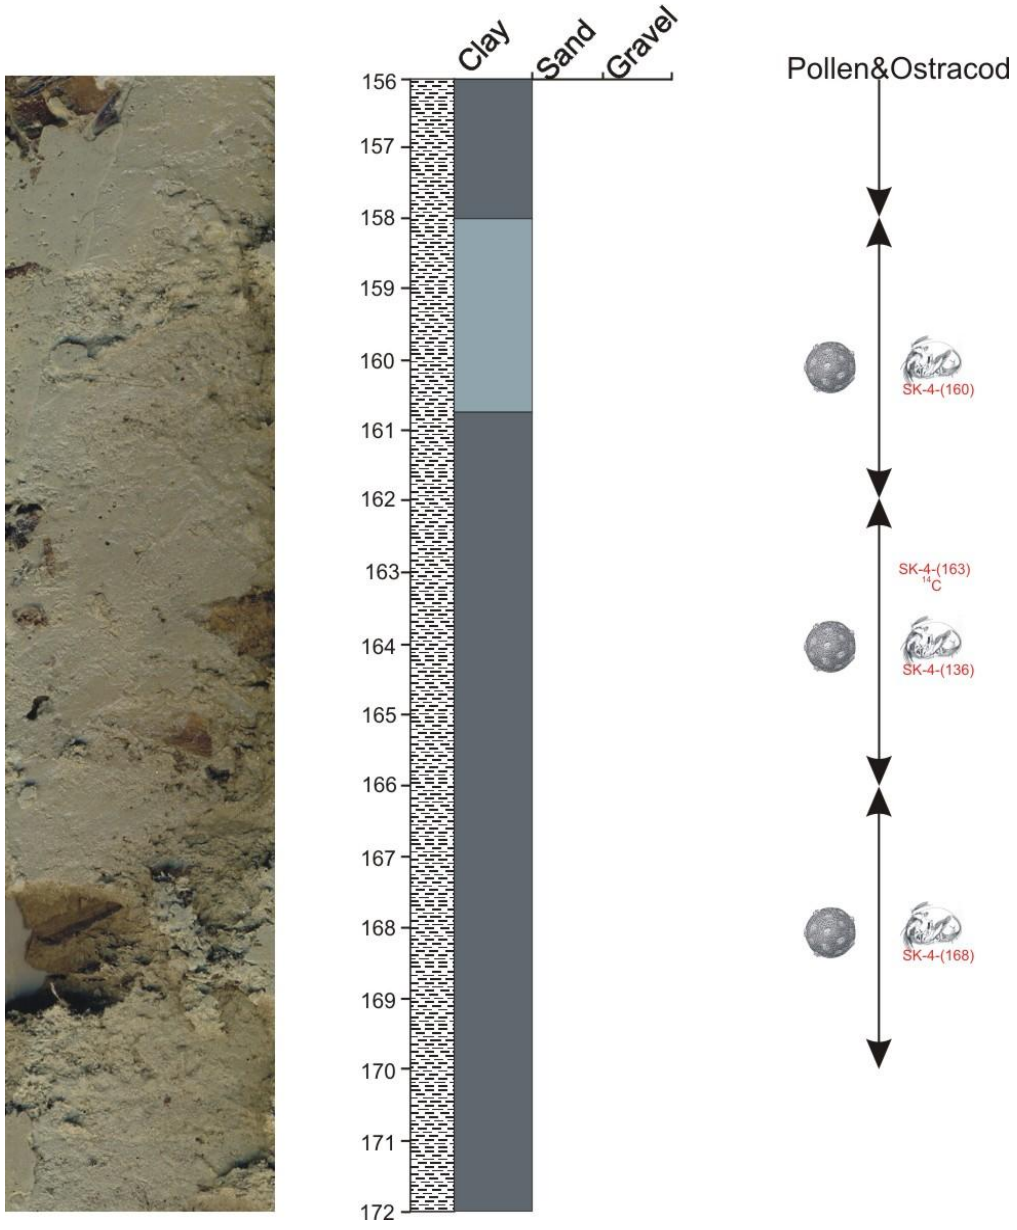 Clay Sand Gravel
Pollen&Ostracod
156
157
158
159
160
SK-4-(160)
161
162
163
SK-4-(163)
14C
164
SK-4-(136)
165
166
167
168
SK-4-(168)
169
170
171
172